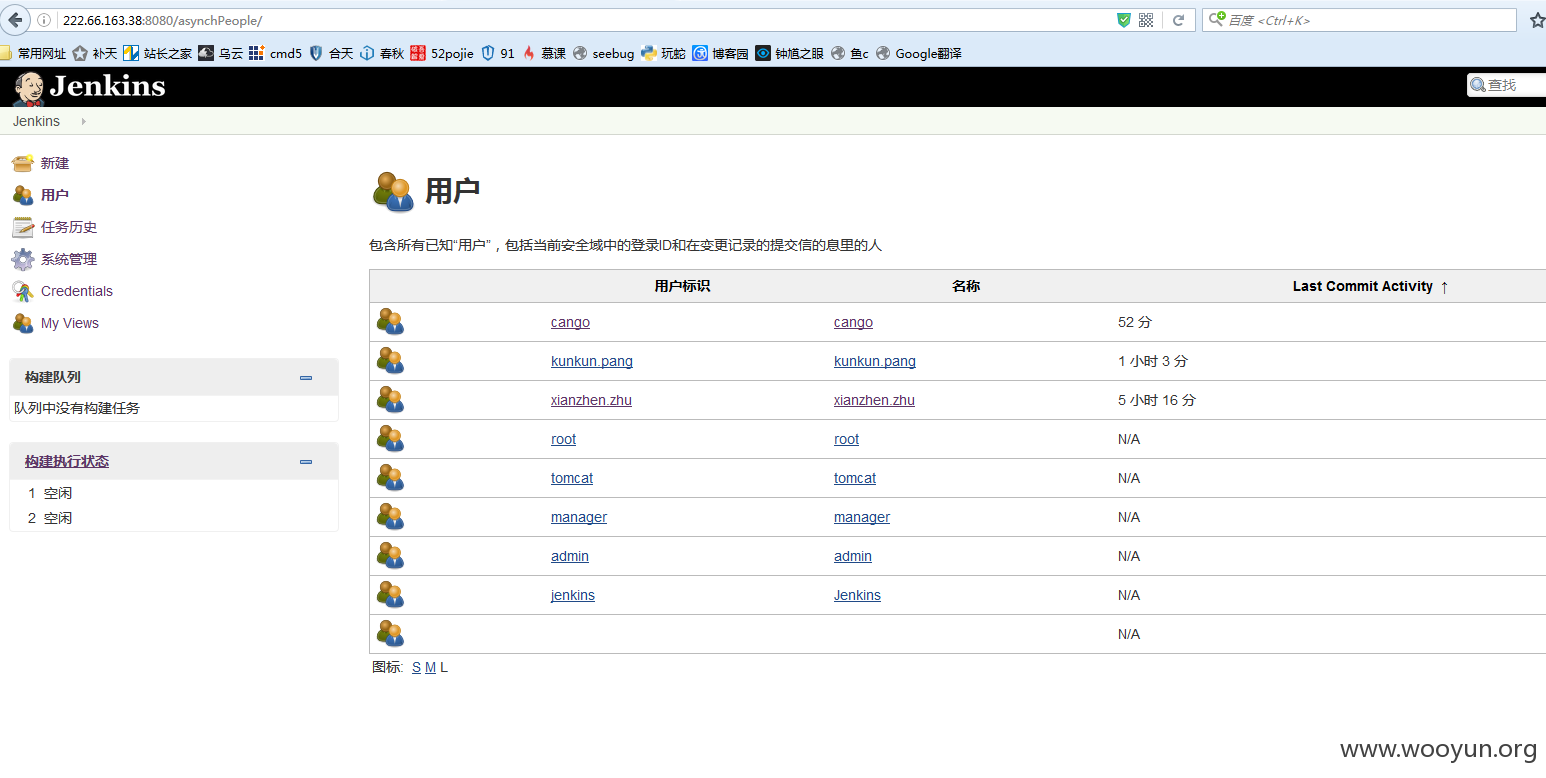 222.66.163.38:8080/asynchPeople/
百度 <Ctrl+K>
常用网址 补天 站长之家 乌云 cmd5 合天 春秋 52pojie 91 慕课 seebug 玩蛇 博客园 钟馗之眼 鱼c Google翻译
Jenkins
查找
Jenkins
新建
用户
任务历史
系统管理
Credentials
My Views
构建队列
队列中没有构建任务
构建执行状态
1 空闲
2 空闲
用户
包含所有已知“用户”，包括当前安全域中的登录ID和在变更记录的提交信的息里的人
用户标识 名称 Last Commit Activity ↑
cango cango 52 分
kunkun.pang kunkun.pang 1 小时 3 分
xianzhen.zhu xianzhen.zhu 5 小时 16 分
root root N/A
tomcat tomcat N/A
manager manager N/A
admin admin N/A
jenkins Jenkins N/A
N/A
图标: S M L
www.wooyun.org